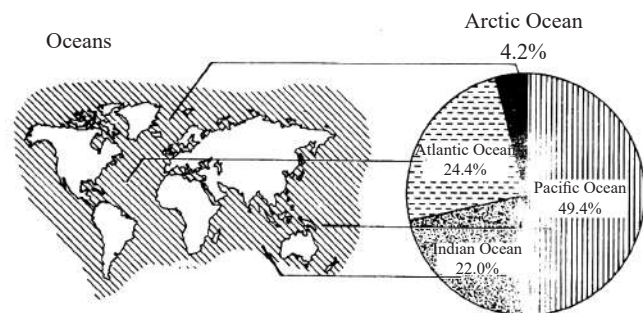 Oceans
Arctic Ocean
4.2%
Atlantic Ocean
24.4%
Pacific Ocean
49.4%
Indian Ocean
22.0%